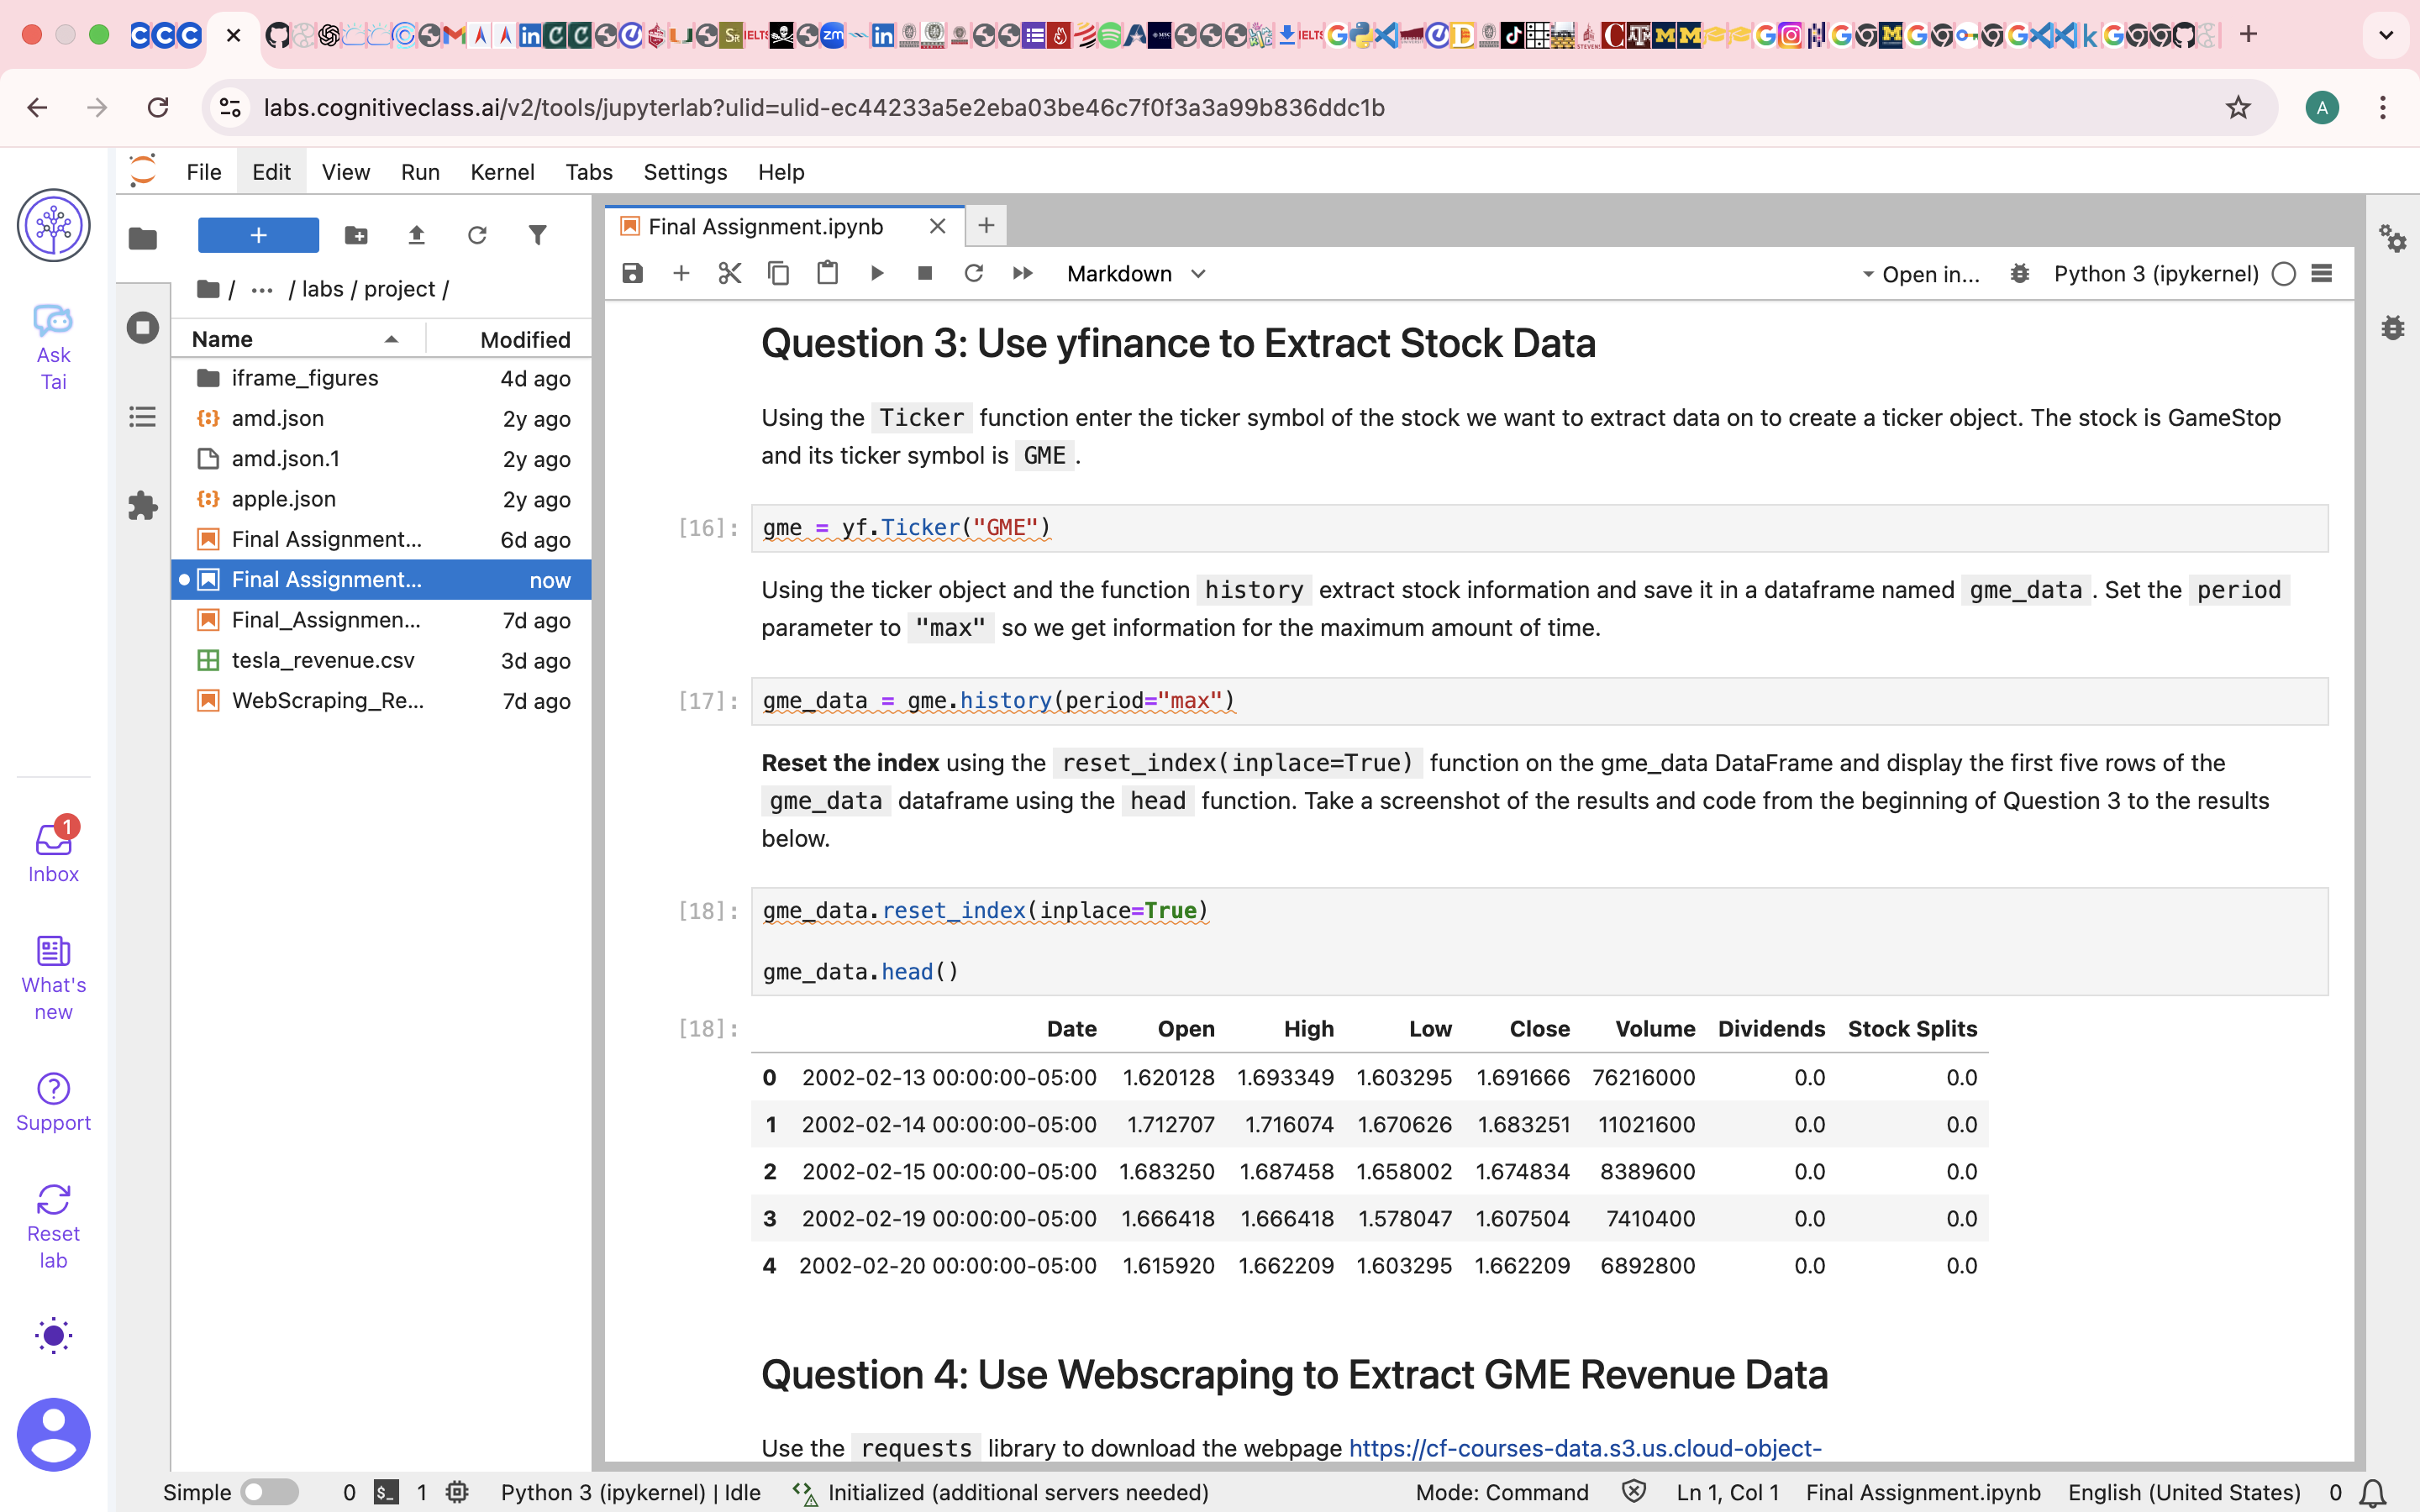 labs.cognitiveclass.ai/v2/tools/jupyterlab?ulid=ulid-ec44233a5e2eba03be46c7f0f3a3a99b836ddc1b
A
File Edit View Run Kernel Tabs Settings Help
Ask
Tai
Inbox
1
What's
new
Support
Reset
lab
/ ... / labs / project /
Name Modified
iframe_figures 4d ago
amd.json 2y ago
amd.json.1 2y ago
apple.json 2y ago
Final Assignment... 6d ago
Final Assignment... now
Final_Assignmen... 7d ago
tesla_revenue.csv 3d ago
WebScraping_Re... 7d ago
Final Assignment.ipynb
Markdown
Open in...
Python 3 (ipykernel)
Question 3: Use yfinance to Extract Stock Data
Using the Ticker function enter the ticker symbol of the stock we want to extract data on to create a ticker object. The stock is GameStop
and its ticker symbol is GME .
[16]: gme = yf.Ticker("GME")
Using the ticker object and the function history extract stock information and save it in a dataframe named gme_data . Set the period
parameter to "max" so we get information for the maximum amount of time.
[17]: gme_data = gme.history(period="max")
Reset the index using the reset_index(inplace=True) function on the gme_data DataFrame and display the first five rows of the
gme_data dataframe using the head function. Take a screenshot of the results and code from the beginning of Question 3 to the results
below.
[18]: gme_data.reset_index(inplace=True)
gme_data.head()
[18]: Date Open High Low Close Volume Dividends Stock Splits
0 2002-02-13 00:00:00-05:00 1.620128 1.693349 1.603295 1.691666 76216000 0.0 0.0
1 2002-02-14 00:00:00-05:00 1.712707 1.716074 1.670626 1.683251 11021600 0.0 0.0
2 2002-02-15 00:00:00-05:00 1.683250 1.687458 1.658002 1.674834 8389600 0.0 0.0
3 2002-02-19 00:00:00-05:00 1.666418 1.666418 1.578047 1.607504 7410400 0.0 0.0
4 2002-02-20 00:00:00-05:00 1.615920 1.662209 1.603295 1.662209 6892800 0.0 0.0
Question 4: Use Webscraping to Extract GME Revenue Data
Use the requests library to download the webpage https://cf-courses-data.s3.us.cloud-object-
Simple 0 $_ 1 Python 3 (ipykernel) | Idle Initialized (additional servers needed) Mode: Command Ln 1, Col 1 Final Assignment.ipynb English (United States) 0